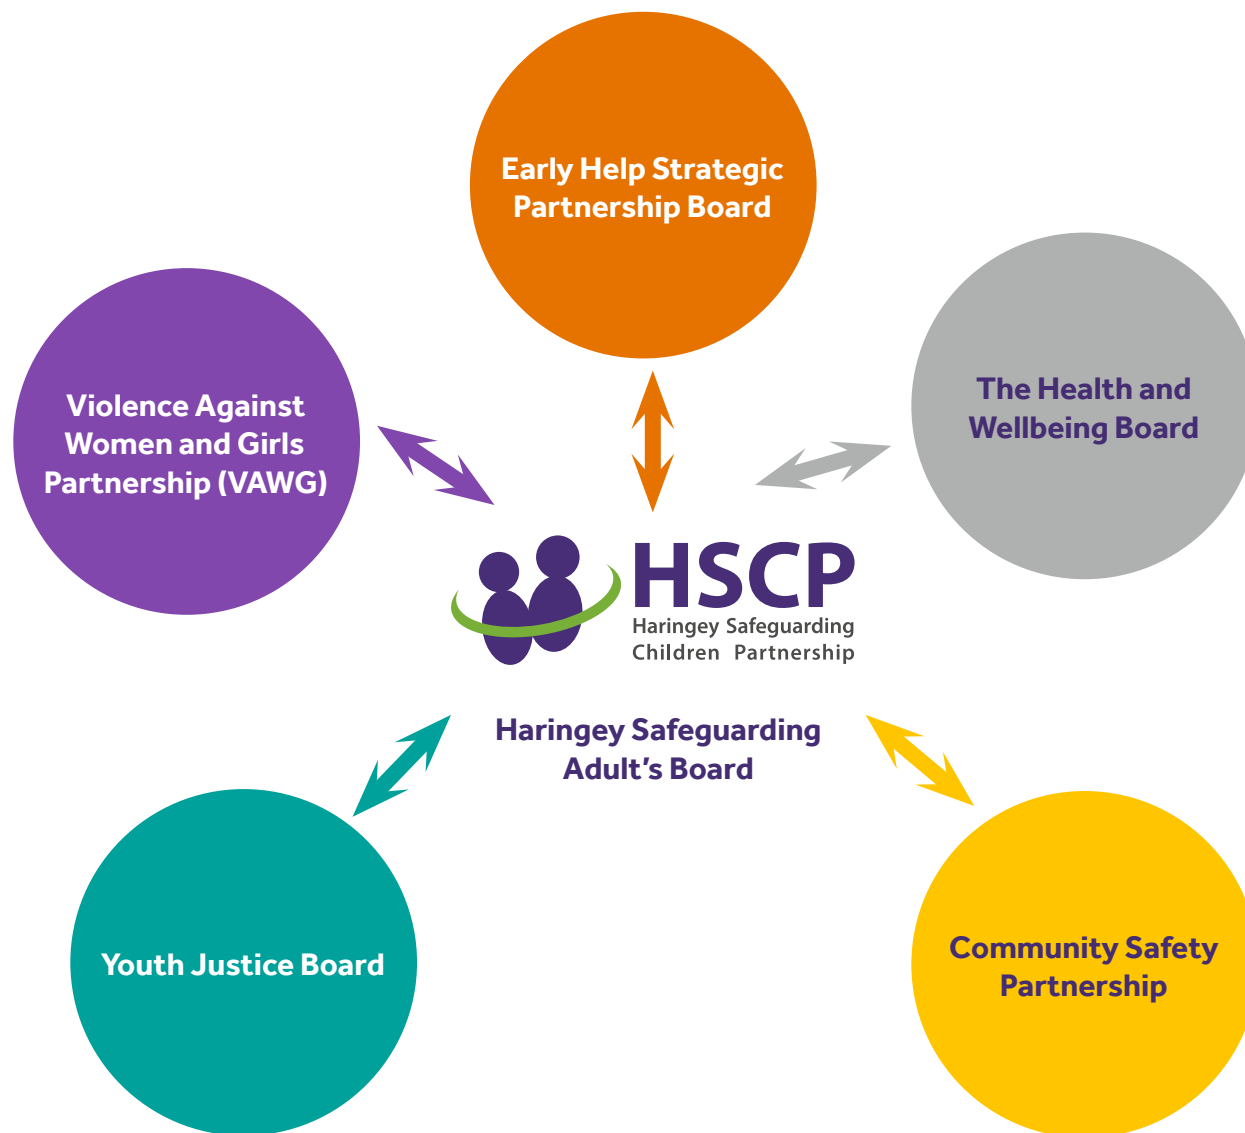 Early Help Strategic
Partnership Board
The Health and
Wellbeing Board
Violence Against
Women and Girls
Partnership (VAWG)
HSCP
Haringey Safeguarding
Children Partnership
Haringey Safeguarding
Adult's Board
Youth Justice Board
Community Safety
Partnership